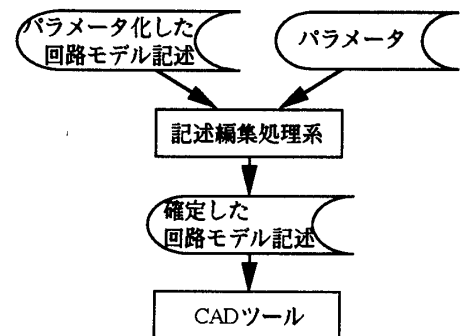 パラメータ化した
回路モデル記述
パラメータ
記述編集処理系
確定した
回路モデル記述
CADツール